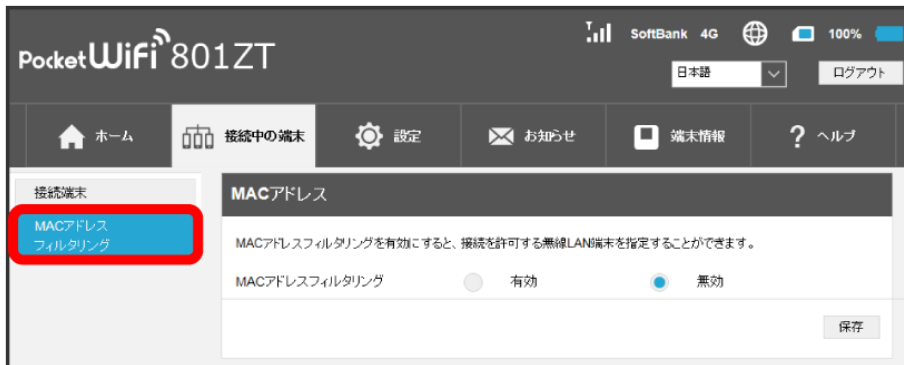 SoftBank 4G 100%
Pocket WiFi 801ZT
日本語 ログアウト
ホーム 接続中の端末 設定 お知らせ 端末情報 ? ヘルプ
接続端末
MACアドレス
フィルタリング
MACアドレス
MACアドレスフィルタリングを有効にすると、接続を許可する無線LAN端末を指定することができます。
MACアドレスフィルタリング 有効 無効
保存